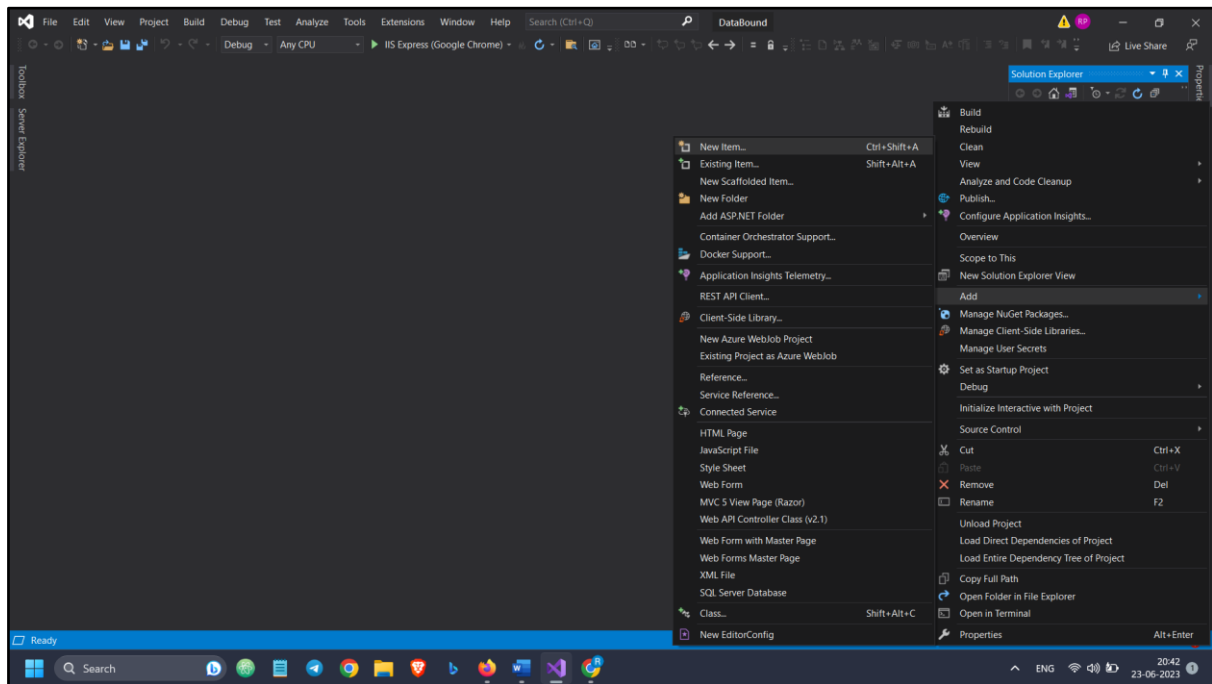 File Edit View Project Build Debug Test Analyze Tools Extensions Window Help Search (Ctrl+Q) DataBound RP
Debug Any CPU IIS Express (Google Chrome) Live Share
Toolbox
Server Explorer
Solution Explorer
Build
Rebuild
Clean
View
Analyze and Code Cleanup
Publish...
Configure Application Insights...
Overview
Scope to This
New Solution Explorer View
Add
Manage NuGet Packages...
Manage Client-Side Libraries...
Manage User Secrets
Set as Startup Project
Debug
Initialize Interactive with Project
Source Control
Cut Ctrl+X
Paste Ctrl+V
Remove Del
Rename F2
Unload Project
Load Direct Dependencies of Project
Load Entire Dependency Tree of Project
Copy Full Path
Open Folder in File Explorer
Open in Terminal
Properties Alt+Enter
New Item... Ctrl+Shift+A
Existing Item... Shift+Alt+A
New Scaffolded Item...
New Folder
Add ASP.NET Folder
Container Orchestrator Support...
Docker Support...
Application Insights Telemetry...
REST API Client...
Client-Side Library...
New Azure WebJob Project
Existing Project as Azure WebJob
Reference...
Service Reference...
Connected Service
HTML Page
JavaScript File
Style Sheet
Web Form
MVC 5 View Page (Razor)
Web API Controller Class (v2.1)
Web Form with Master Page
Web Forms Master Page
XML File
SQL Server Database
Class... Shift+Alt+C
New EditorConfig
Ready
Search ENG 20:42
23-06-2023